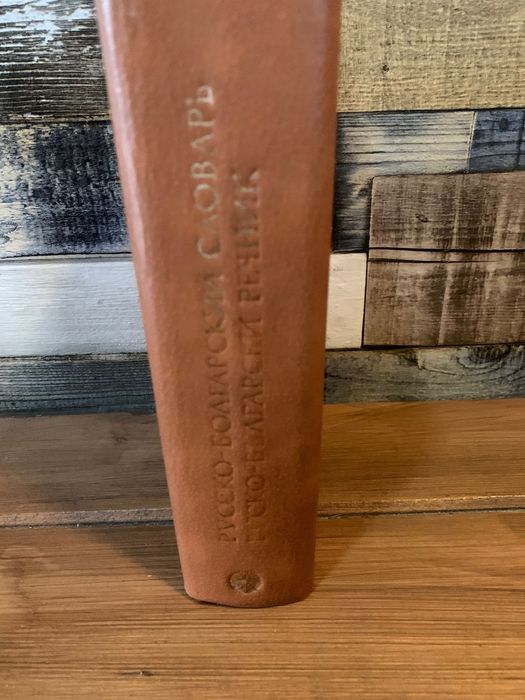 РУССКО-БОЛГАРСКИЙ СЛОВАРЬ
РУСКО-БЪЛГАРСКИ РЕЧНИК